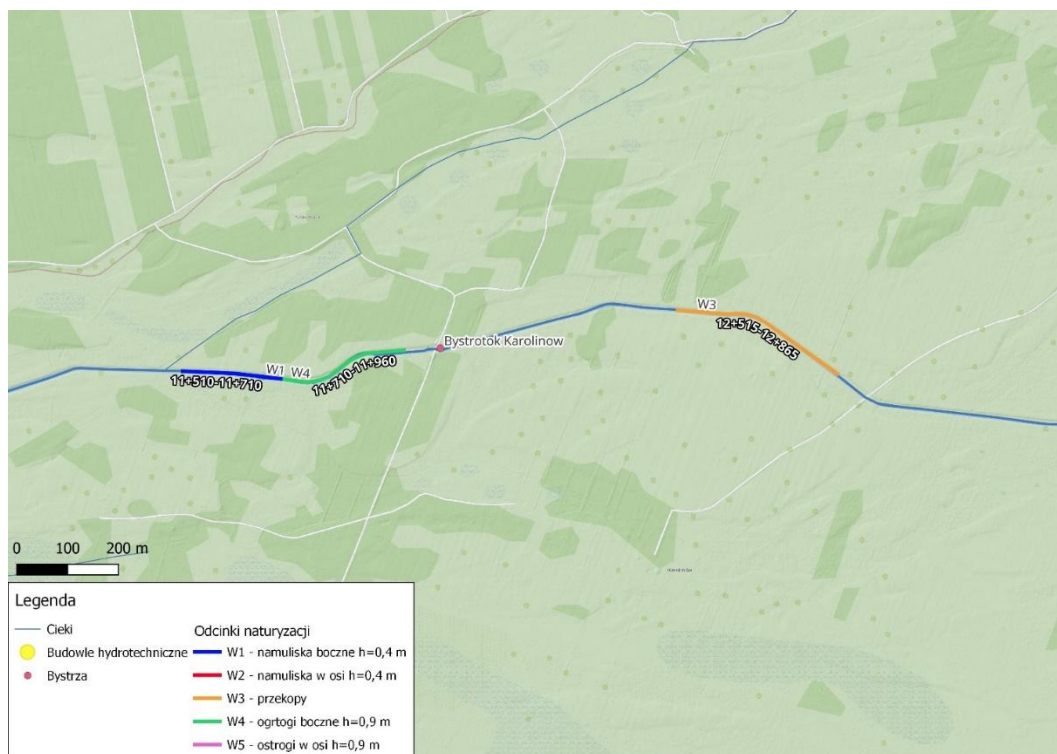 W3
12+515-12+865
Bystrotok Karolinow
W1 W4
11+510-11+710
11+710-11+960
0 100 200 m
Legenda
Cieki
Budowle hydrotechniczne
Bystrza
Odcinki naturyzacji
W1 - namuliska boczne h=0,4 m
W2 - namuliska w osi h=0,4 m
W3 - przekopy
W4 - ogrtogi boczne h=0,9 m
W5 - ostrogi w osi h=0,9 m